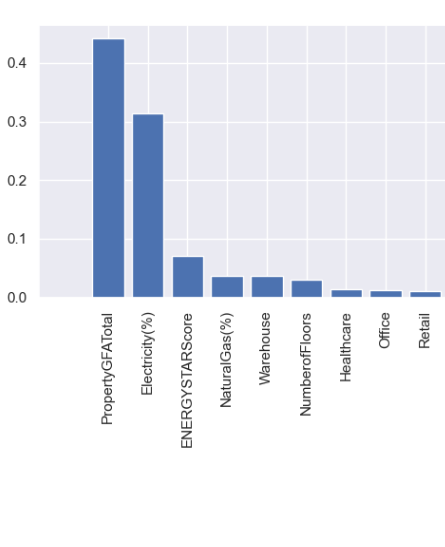 0.4
0.3
0.2
0.1
0.0
PropertyGFATotal
Electricity(%)
ENERGYSTARScore
NaturalGas(%)
Warehouse
NumberofFloors
Healthcare
Office
Retail